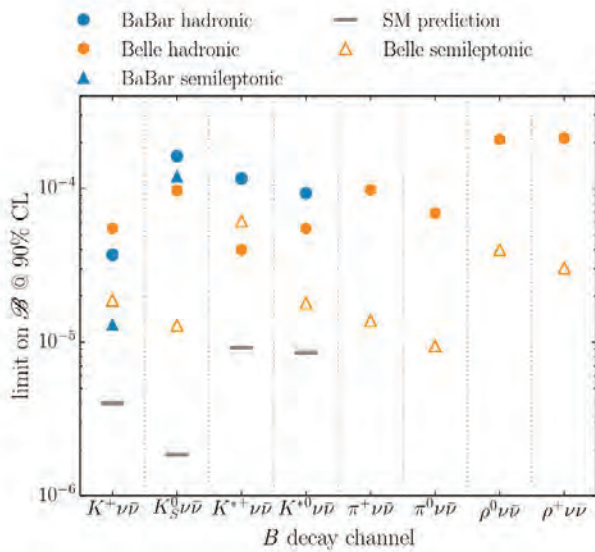 BaBar hadronic
Belle hadronic
BaBar semileptonic
SM prediction
Belle semileptonic
limit on ℬ @ 90% CL
10⁻⁴
10⁻⁵
10⁻⁶
K⁺νν̄ K⁰_Sνν̄ K*⁺νν̄ K*⁰νν̄ π⁺νν̄ π⁰νν̄ ρ⁰νν̄ ρ⁺νν̄
B decay channel